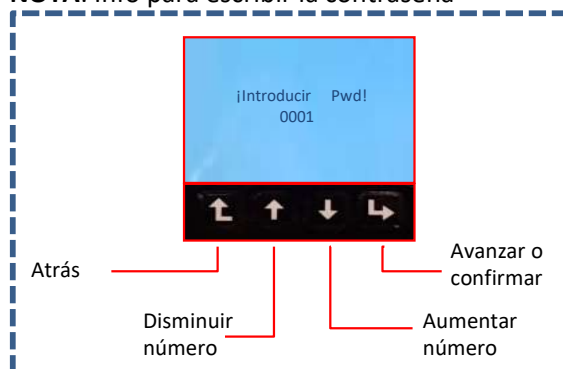 NOTA: Info para escribir la contraseña
¡Introducir Pwd!
0001
Atrás
Avanzar o
confirmar
Disminuir
número
Aumentar
número